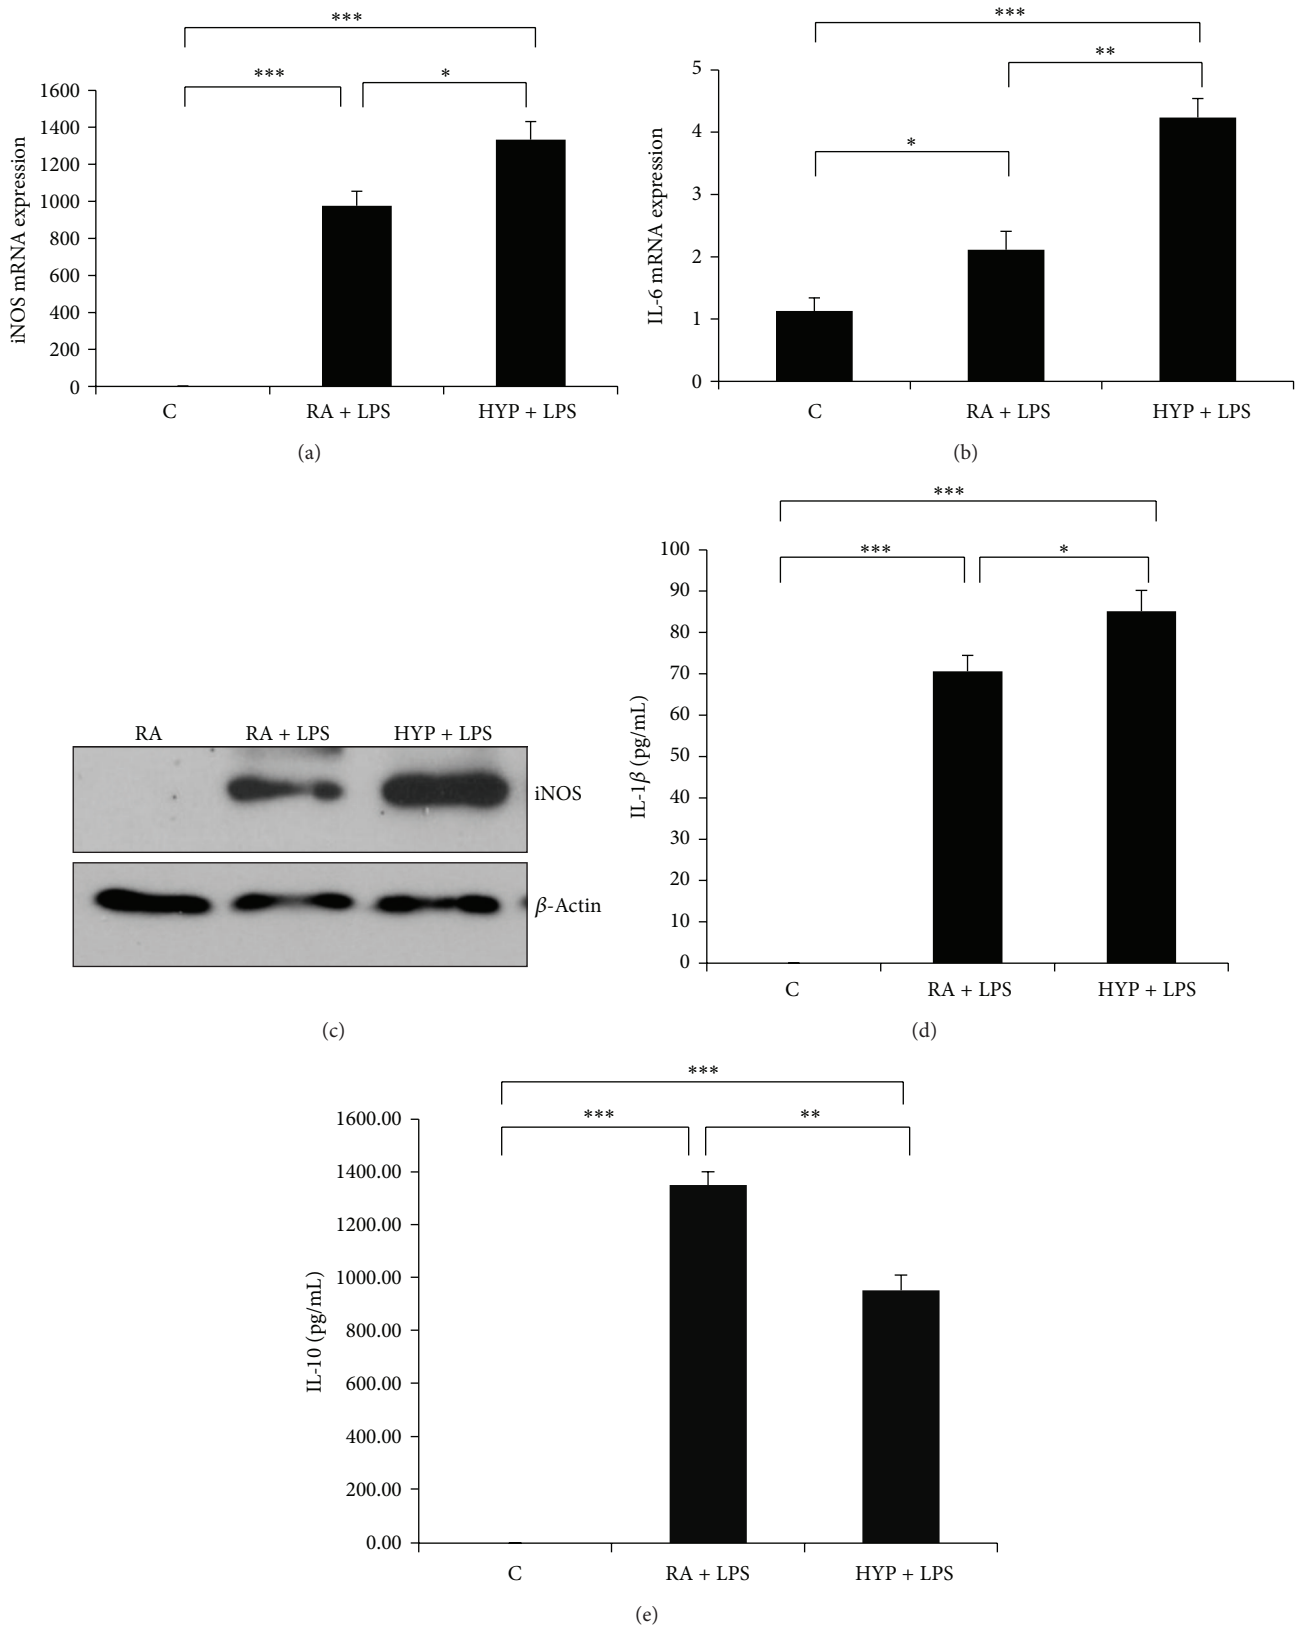 ***
***
*
1600
1400
1200
1000
800
600
400
200
0
iNOS mRNA expression
C
RA + LPS
HYP + LPS
(a)
***
**
*
5
4
3
2
1
0
IL-6 mRNA expression
C
RA + LPS
HYP + LPS
(b)
RA
RA + LPS
HYP + LPS
iNOS
β-Actin
(c)
***
***
*
100
90
80
70
60
50
40
30
20
10
0
IL-1β (pg/mL)
C
RA + LPS
HYP + LPS
(d)
***
***
**
1600.00
1400.00
1200.00
1000.00
800.00
600.00
400.00
200.00
0.00
IL-10 (pg/mL)
C
RA + LPS
HYP + LPS
(e)